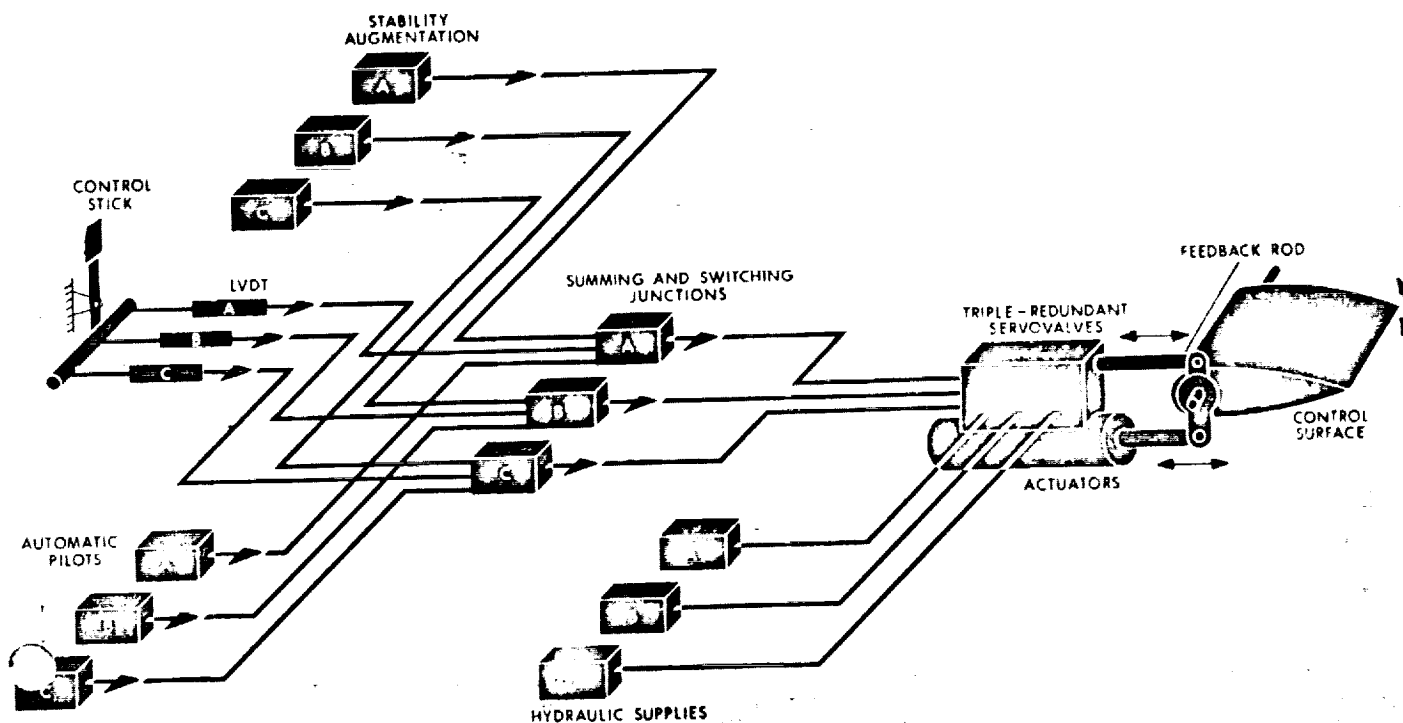 STABILITY
AUGMENTATION
A
C
CONTROL
STICK
LVDT
A
B
C
SUMMING AND SWITCHING
JUNCTIONS
A
C
FEEDBACK ROD
TRIPLE-REDUNDANT
SERVOVALVES
CONTROL
SURFACE
ACTUATORS
AUTOMATIC
PILOTS
A
C
HYDRAULIC SUPPLIES